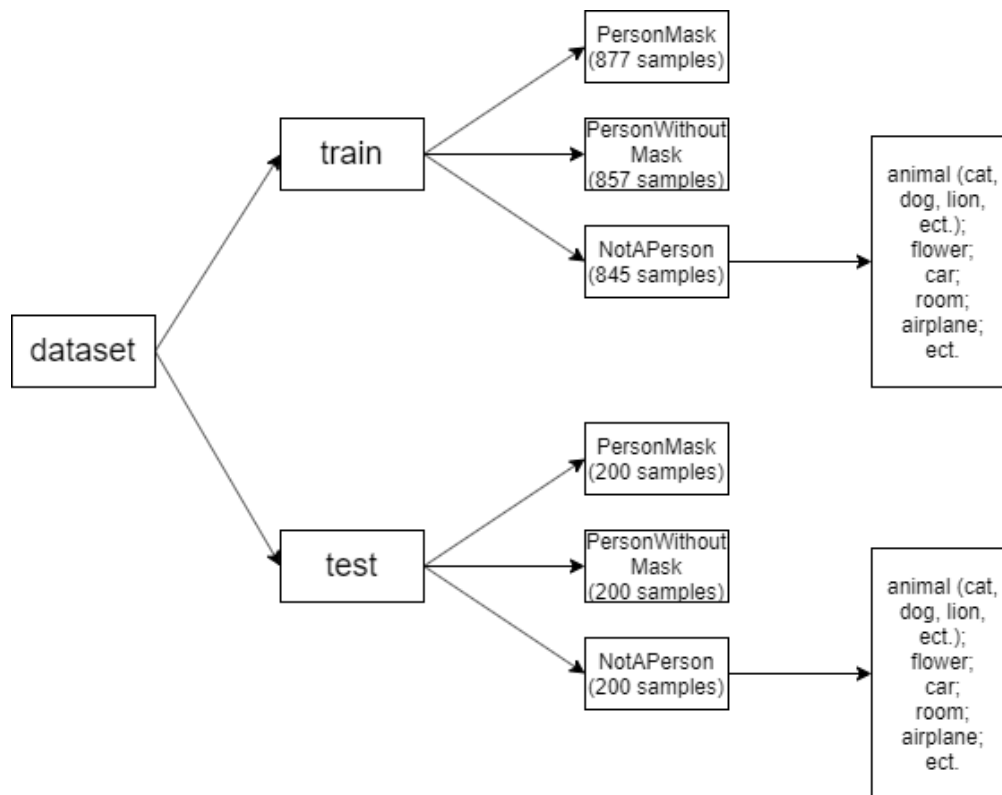 dataset
train
PersonMask
(877 samples)
PersonWithout
Mask
(857 samples)
NotAPerson
(845 samples)
animal (cat,
dog, lion,
ect.);
flower;
car;
room;
airplane;
ect.
test
PersonMask
(200 samples)
PersonWithout
Mask
(200 samples)
NotAPerson
(200 samples)
animal (cat,
dog, lion,
ect.);
flower;
car;
room;
airplane;
ect.